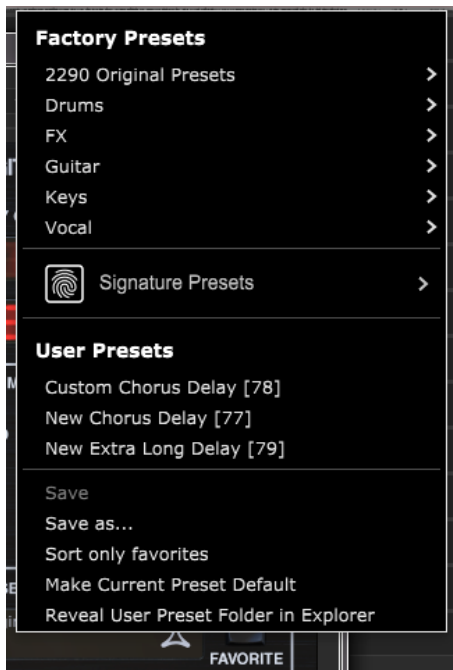 Factory Presets
2290 Original Presets
Drums
FX
Guitar
Keys
Vocal
Signature Presets
User Presets
Custom Chorus Delay [78]
New Chorus Delay [77]
New Extra Long Delay [79]
Save
Save as...
Sort only favorites
Make Current Preset Default
Reveal User Preset Folder in Explorer
FAVORITE